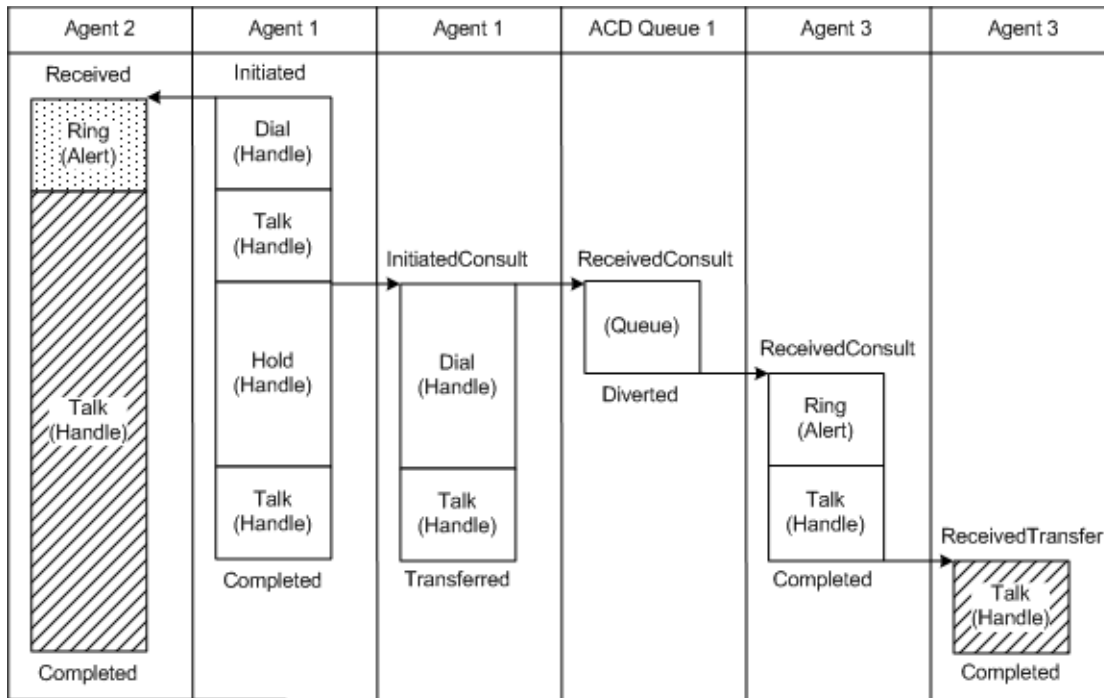 Agent 2
Agent 1
Agent 1
ACD Queue 1
Agent 3
Agent 3
Received
Ring
(Alert)
Talk
(Handle)
Completed
Initiated
Dial
(Handle)
Talk
(Handle)
Hold
(Handle)
Talk
(Handle)
Completed
InitiatedConsult
Dial
(Handle)
Talk
(Handle)
Transferred
ReceivedConsult
(Queue)
Diverted
ReceivedConsult
Ring
(Alert)
Talk
(Handle)
Completed
ReceivedTransfer
Talk
(Handle)
Completed